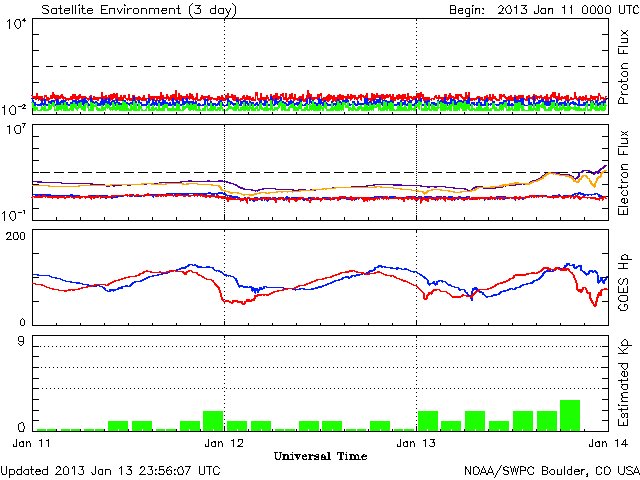 Satellite Environment (3 day) Begin: 2013 Jan 11 0000 UTC
10⁴
Proton Flux
10⁻²
10⁷
Electron Flux
10⁻¹
200
GOES Hp
0
9
Estimated Kp
0
Jan 11 Jan 12 Jan 13 Jan 14
Universal Time
Updated 2013 Jan 13 23:56:07 UTC NOAA/SWPC Boulder, CO USA